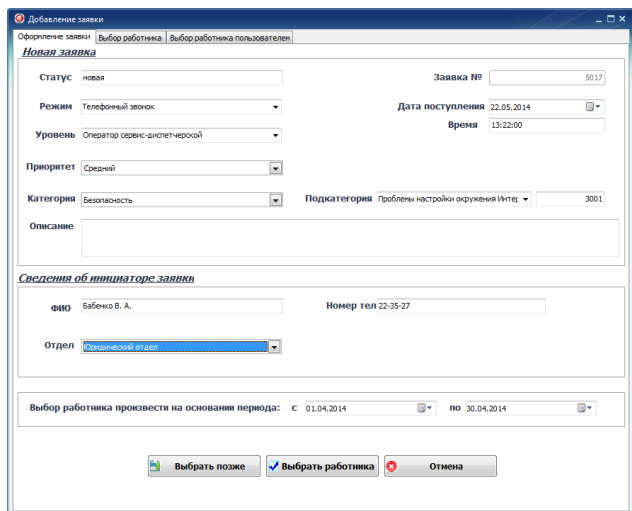 Добавление заявки
Оформление заявки Выбор работника Выбор работника пользователем
Новая заявка
Статус новая Заявка № 5017
Режим Телефонный звонок Дата поступления 22.05.2014
Время 13:22:00
Уровень Оператор сервис-диспетчерской
Приоритет Средний
Категория Безопасность Подкатегория Проблемы настройки окружения Интер 3001
Описание
Сведения об инициаторе заявки
ФИО Бабенко В. А. Номер тел 22-35-27
Отдел Юридический отдел
Выбор работника произвести на основании периода: с 01.04.2014 по 30.04.2014
Выбрать позже Выбрать работника Отмена